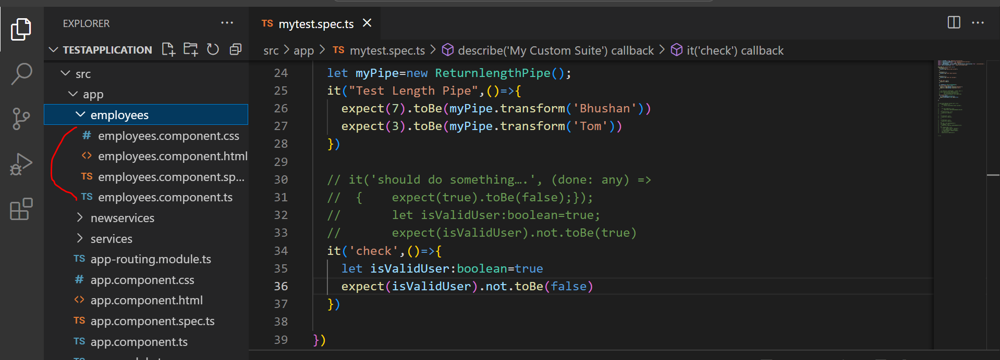 EXPLORER
TESTAPPLICATION
src
app
employees
# employees.component.css
<> employees.component.html
TS employees.component.sp...
TS employees.component.ts
newservices
services
TS app-routing.module.ts
# app.component.css
<> app.component.html
TS app.component.spec.ts
TS app.component.ts
TS mytest.spec.ts
src > app > TS mytest.spec.ts > describe('My Custom Suite') callback > it('check') callback
24 let myPipe=new ReturnlengthPipe();
25 it("Test Length Pipe",()=>{
26 expect(7).toBe(myPipe.transform('Bhushan'))
27 expect(3).toBe(myPipe.transform('Tom'))
28 })
29
30 // it('should do something….', (done: any) =>
31 // { expect(true).toBe(false);});
32 // let isValidUser:boolean=true;
33 // expect(isValidUser).not.toBe(true)
34 it('check',()=>{
35 let isValidUser:boolean=true
36 expect(isValidUser).not.toBe(false)
37 })
38
39 })